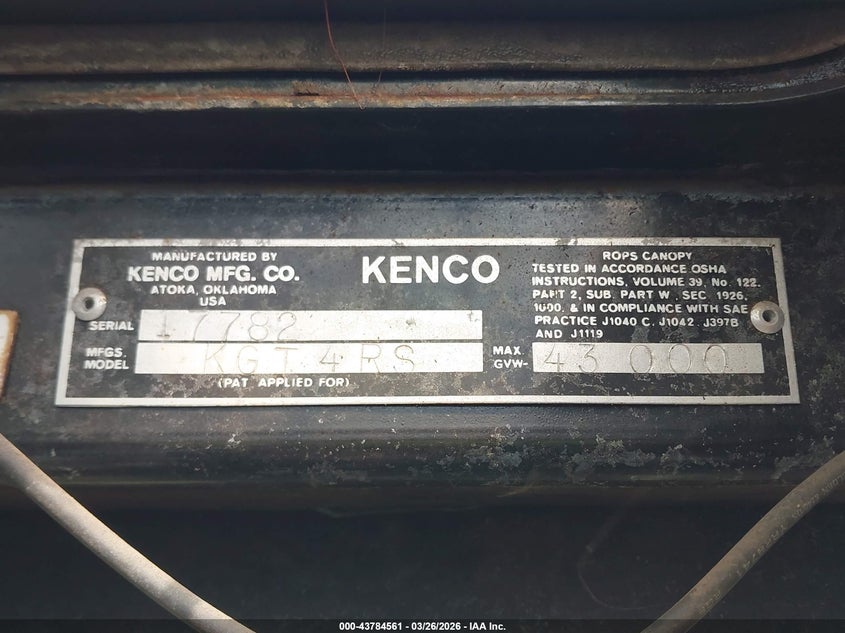 MANUFACTURED BY
KENCO MFG. CO.
ATOKA, OKLAHOMA
USA
KENCO
ROPS CANOPY
TESTED IN ACCORDANCE OSHA
INSTRUCTIONS, VOLUME 39, No. 122,
PART 2, SUB. PART W, SEC. 1926,
1000, & IN COMPLIANCE WITH SAE
PRACTICE J1040 C, J1042, J397B
AND J1119
SERIAL 17782
MFGS. MODEL KGT4RS
MAX. GVW- 43 000
(PAT. APPLIED FOR)
000-43784561 - 03/26/2026 - IAA Inc.